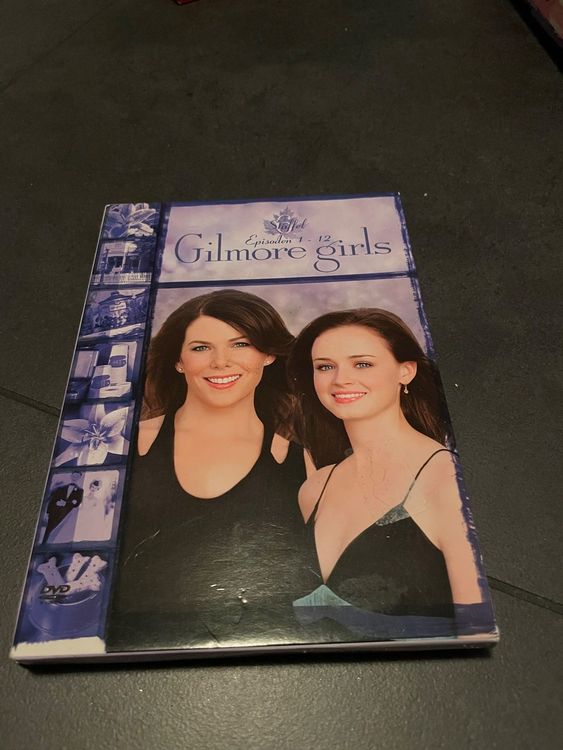 Staffel
Episoden 1 - 12
Gilmore girls
DVD